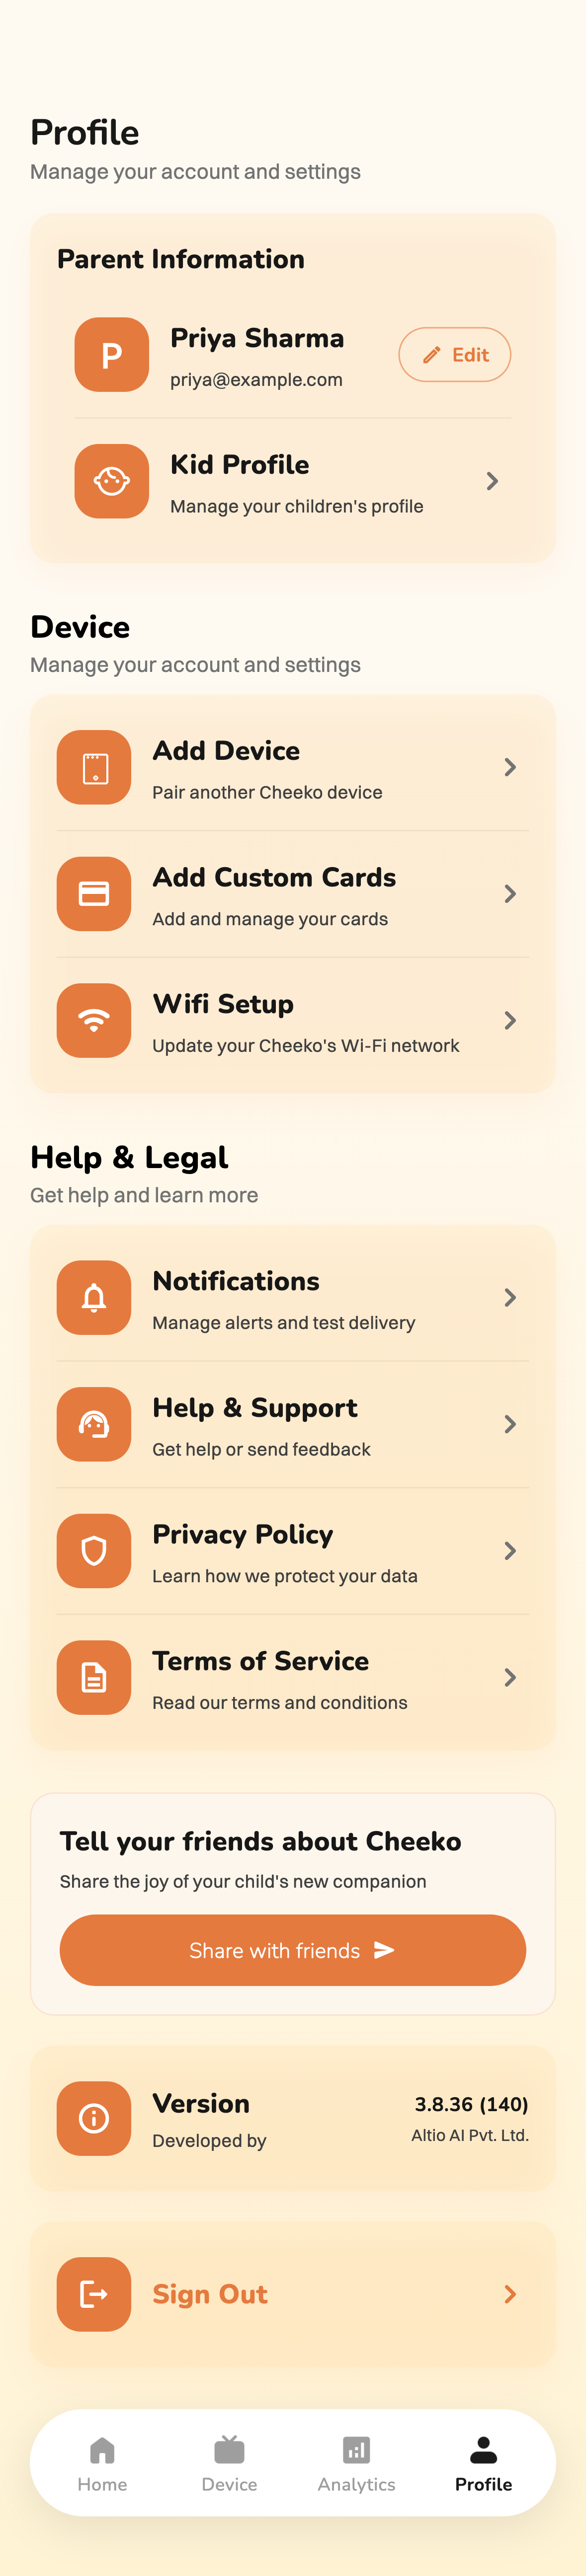 Profile
Manage your account and settings
Parent Information
P
Priya Sharma
priya@example.com
Edit
Kid Profile
Manage your children's profile
Device
Manage your account and settings
Add Device
Pair another Cheeko device
Add Custom Cards
Add and manage your cards
Wifi Setup
Update your Cheeko's Wi-Fi network
Help & Legal
Get help and learn more
Notifications
Manage alerts and test delivery
Help & Support
Get help or send feedback
Privacy Policy
Learn how we protect your data
Terms of Service
Read our terms and conditions
Tell your friends about Cheeko
Share the joy of your child's new companion
Share with friends
Version
3.8.36 (140)
Developed by
Altio AI Pvt. Ltd.
Sign Out
Home
Device
Analytics
Profile